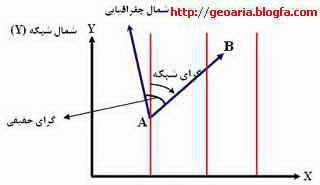 شمال جغرافیایی
http://geoaria.blogfa.com
شمال شبکه (Y)
Y
B
گرای شبکه
گرای حقیقی
A
X